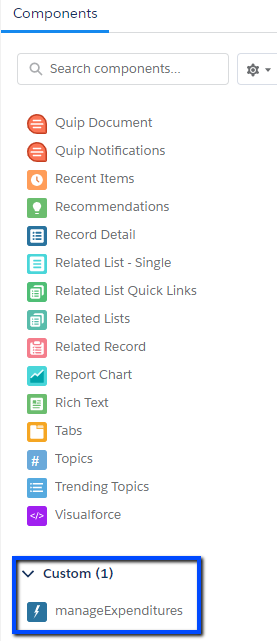 Components
Search components...
Quip Document
Quip Notifications
Recent Items
Recommendations
Record Detail
Related List - Single
Related List Quick Links
Related Lists
Related Record
Report Chart
Rich Text
Tabs
# Topics
Trending Topics
</> Visualforce
Custom (1)
manageExpenditures